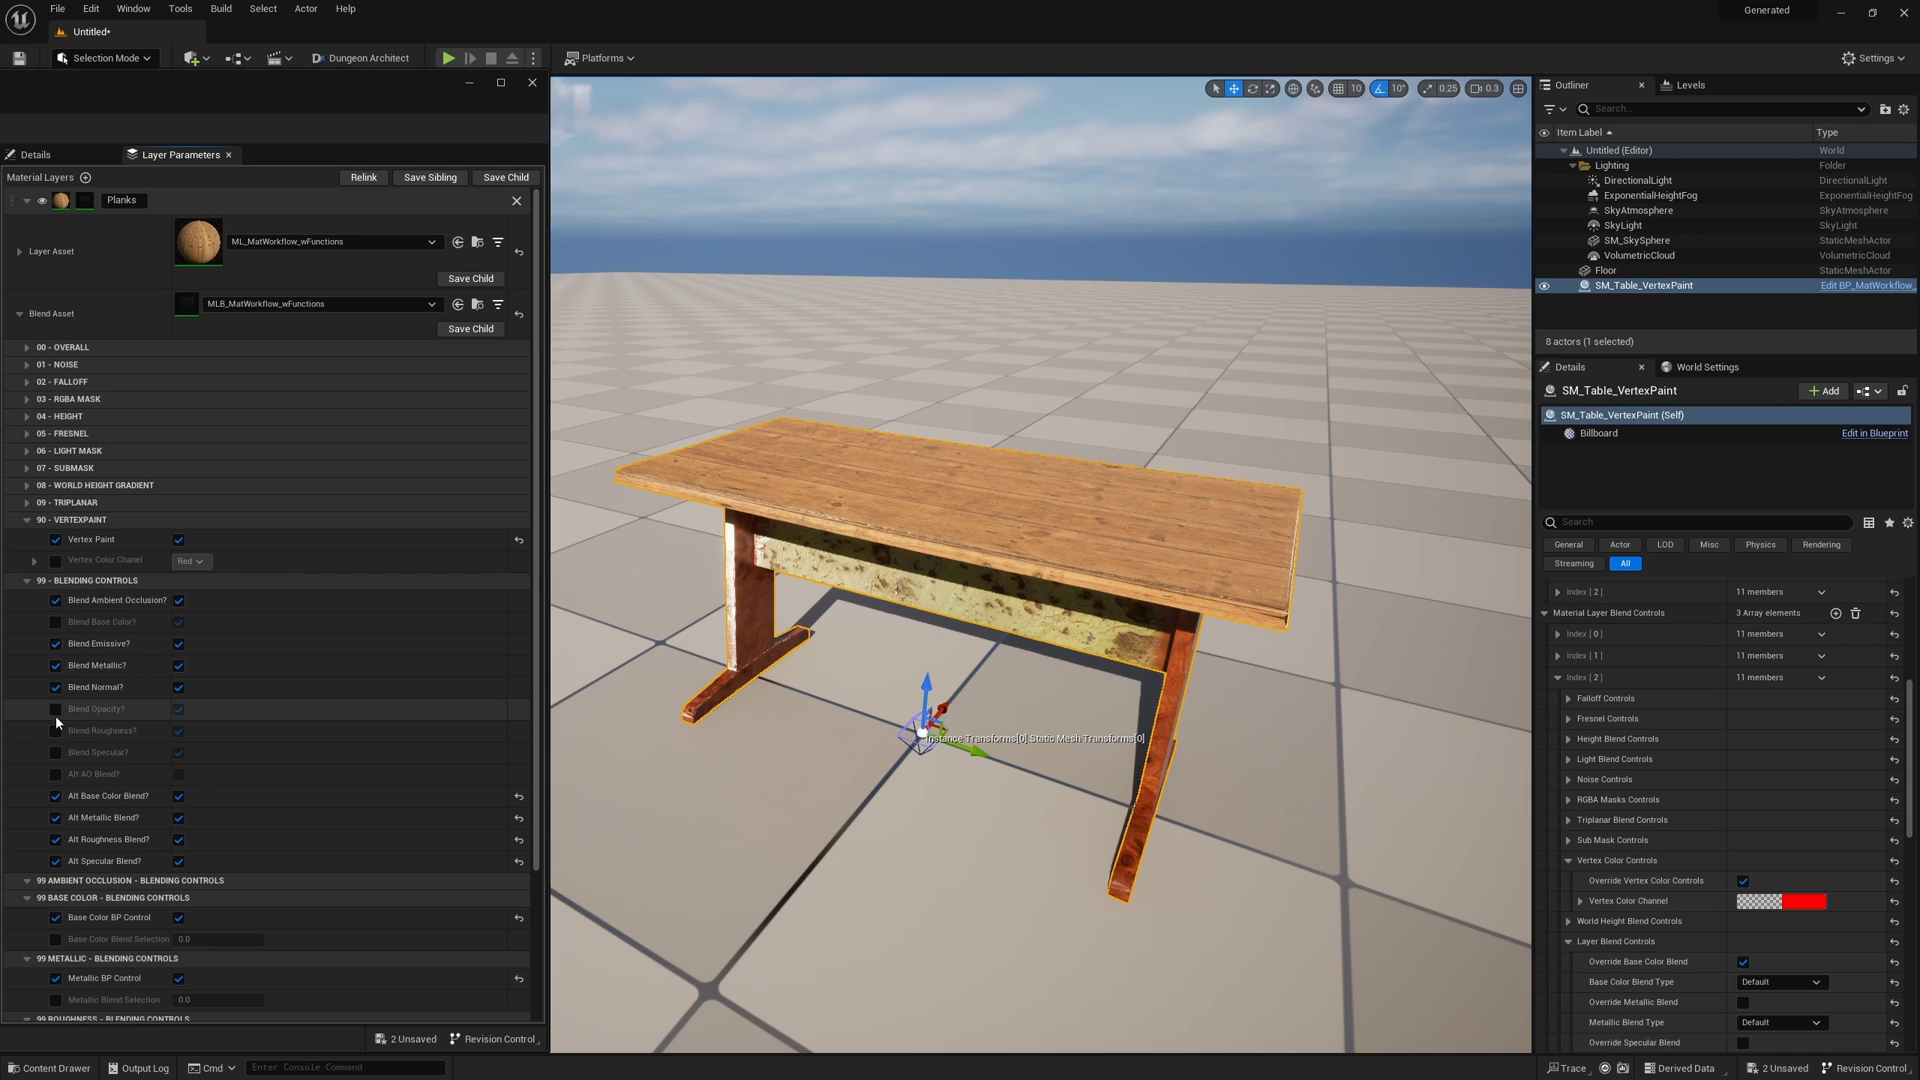 File Edit Window Tools Build Select Actor Help
Generated
Untitled*
Selection Mode
Dungeon Architect
Platforms
Settings
Details
Layer Parameters
Material Layers
Relink
Save Sibling
Save Child
Planks
Layer Asset
ML_MatWorkflow_wFunctions
Save Child
Blend Asset
MLB_MatWorkflow_wFunctions
Save Child
00 - OVERALL
01 - NOISE
02 - FALLOFF
03 - RGBA MASK
04 - HEIGHT
05 - FRESNEL
06 - LIGHT MASK
07 - SUBMASK
08 - WORLD HEIGHT GRADIENT
09 - TRIPLANAR
90 - VERTEXPAINT
Vertex Paint
Vertex Color Chanel Red
99 - BLENDING CONTROLS
Blend Ambient Occlusion?
Blend Base Color?
Blend Emissive?
Blend Metallic?
Blend Normal?
Blend Opacity?
Blend Roughness?
Blend Specular?
Alt AO Blend?
Alt Base Color Blend?
Alt Metallic Blend?
Alt Roughness Blend?
Alt Specular Blend?
99 AMBIENT OCCLUSION - BLENDING CONTROLS
99 BASE COLOR - BLENDING CONTROLS
Base Color BP Control
Base Color Blend Selection 0.0
99 METALLIC - BLENDING CONTROLS
Metallic BP Control
Metallic Blend Selection 0.0
99 ROUGHNESS - BLENDING CONTROLS
2 Unsaved
Revision Control
10
10°
0.25
0.3
Instance Transforms[0] Static Mesh Transforms[0]
Outliner
Levels
Search...
Item Label Type
Untitled (Editor) World
Lighting Folder
DirectionalLight DirectionalLight
ExponentialHeightFog ExponentialHeightFog
SkyAtmosphere SkyAtmosphere
SkyLight SkyLight
SM_SkySphere StaticMeshActor
VolumetricCloud VolumetricCloud
Floor StaticMeshActor
SM_Table_VertexPaint Edit BP_MatWorkflow_
8 actors (1 selected)
Details
World Settings
SM_Table_VertexPaint
Add
SM_Table_VertexPaint (Self)
Billboard Edit in Blueprint
Search
General Actor LOD Misc Physics Rendering
Streaming All
Index [ 2 ] 11 members
Material Layer Blend Controls 3 Array elements
Index [ 0 ] 11 members
Index [ 1 ] 11 members
Index [ 2 ] 11 members
Falloff Controls
Fresnel Controls
Height Blend Controls
Light Blend Controls
Noise Controls
RGBA Masks Controls
Triplanar Blend Controls
Sub Mask Controls
Vertex Color Controls
Override Vertex Color Controls
Vertex Color Channel
World Height Blend Controls
Layer Blend Controls
Override Base Color Blend
Base Color Blend Type Default
Override Metallic Blend
Metallic Blend Type Default
Override Specular Blend
Content Drawer
Output Log
Cmd
Enter Console Command
Trace
Derived Data
2 Unsaved
Revision Control